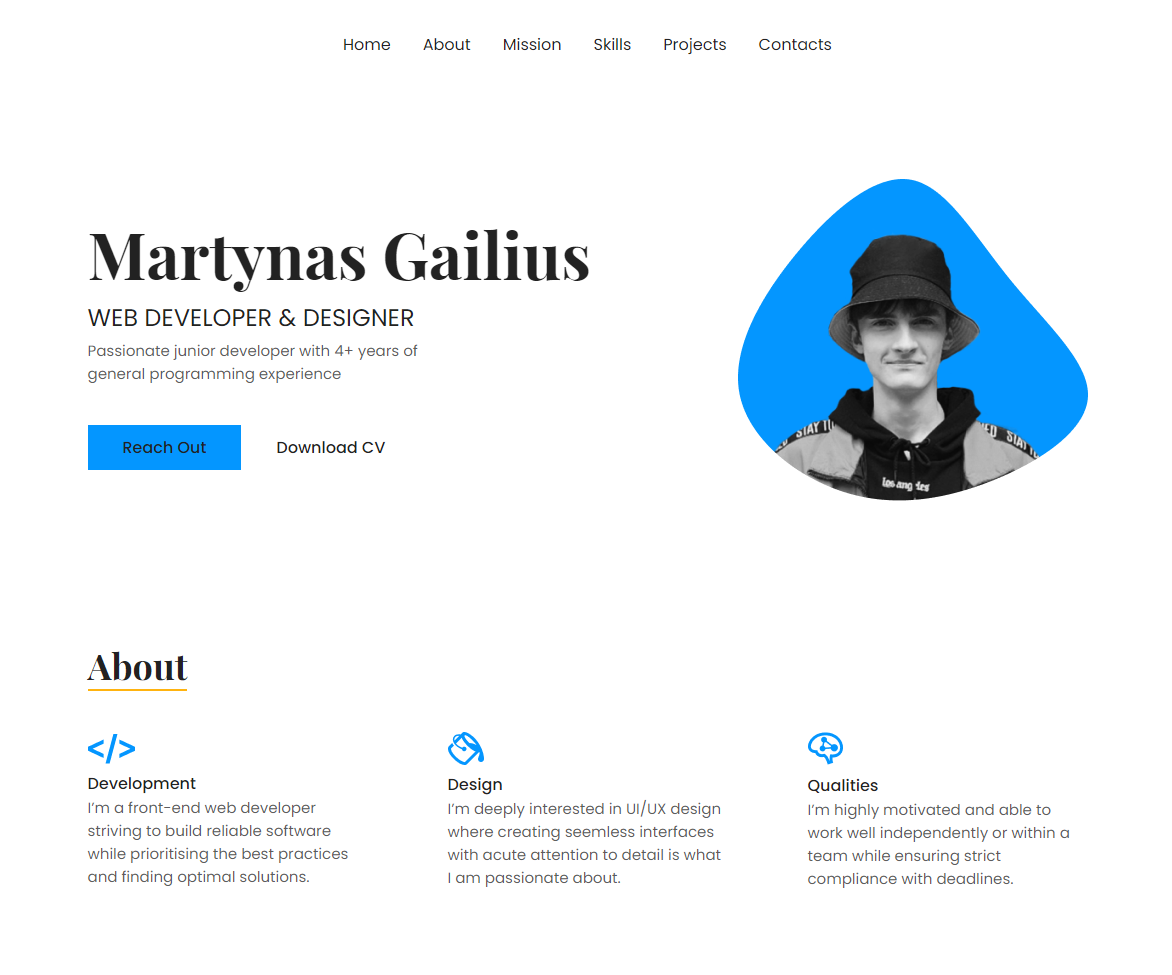 Home About Mission Skills Projects Contacts
Martynas Gailius
WEB DEVELOPER & DESIGNER
Passionate junior developer with 4+ years of
general programming experience
Reach Out Download CV
STAY TU
STAY
los angeles
About
</>
Development
I’m a front-end web developer
striving to build reliable software
while prioritising the best practices
and finding optimal solutions.
Design
I’m deeply interested in UI/UX design
where creating seemless interfaces
with acute attention to detail is what
I am passionate about.
Qualities
I’m highly motivated and able to
work well independently or within a
team while ensuring strict
compliance with deadlines.